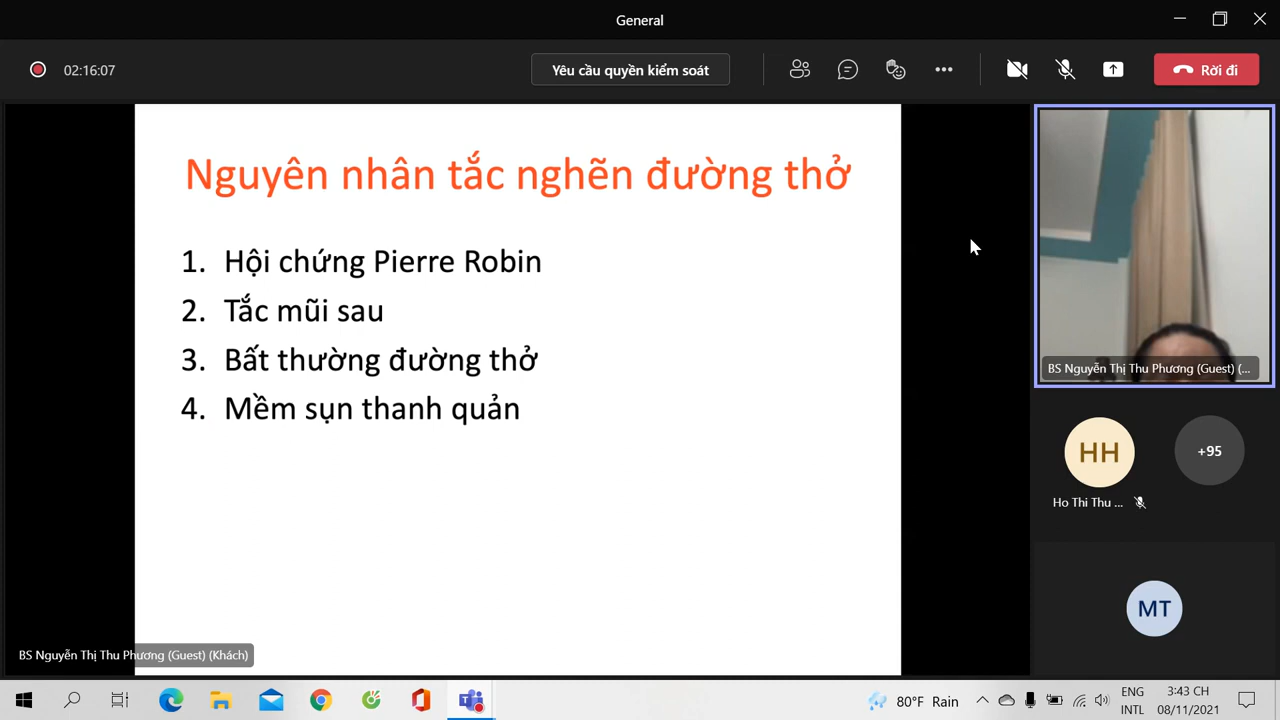 General
02:16:07
Yêu cầu quyền kiểm soát
Rời đi
Nguyên nhân tắc nghẽn đường thở
1. Hội chứng Pierre Robin
2. Tắc mũi sau
3. Bất thường đường thở
4. Mềm sụn thanh quản
BS Nguyễn Thị Thu Phương (Guest) (...
HH
+95
Ho Thi Thu ...
MT
BS Nguyễn Thị Thu Phương (Guest) (Khách)
80°F Rain
ENG
INTL
3:43 CH
08/11/2021